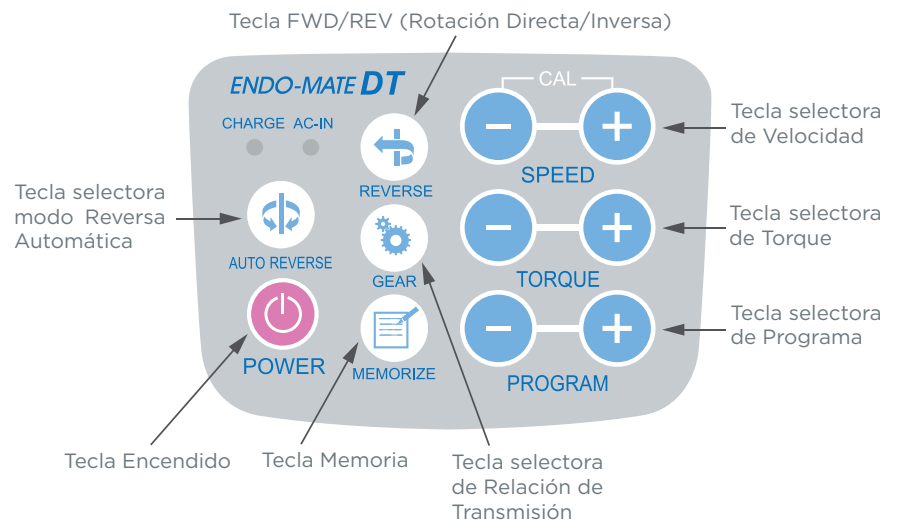 Tecla FWD/REV (Rotación Directa/Inversa)
ENDO-MATE DT
CAL
CHARGE AC-IN
Tecla selectora
de Velocidad
REVERSE
SPEED
Tecla selectora
modo Reversa
Automática
Tecla selectora
de Torque
AUTO REVERSE
GEAR
TORQUE
Tecla selectora
de Programa
POWER
MEMORIZE
PROGRAM
Tecla Encendido
Tecla Memoria
Tecla selectora
de Relación de
Transmisión